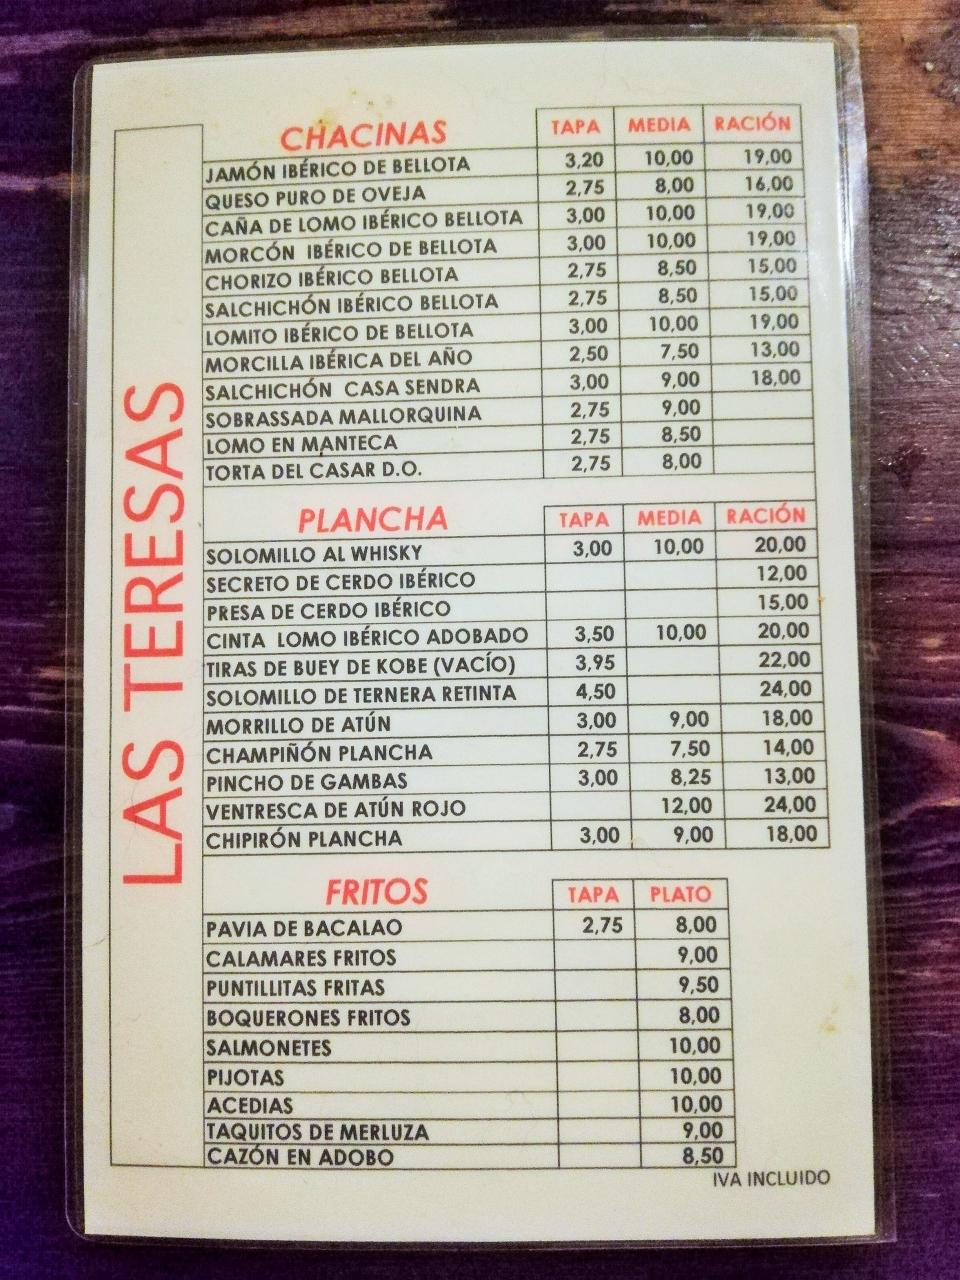 LAS TERESAS
CHACINAS TAPA MEDIA RACIÓN
JAMÓN IBÉRICO DE BELLOTA 3,20 10,00 19,00
QUESO PURO DE OVEJA 2,75 8,00 16,00
CAÑA DE LOMO IBÉRICO BELLOTA 3,00 10,00 19,00
MORCÓN IBÉRICO DE BELLOTA 3,00 10,00 19,00
CHORIZO IBÉRICO BELLOTA 2,75 8,50 15,00
SALCHICHÓN IBÉRICO BELLOTA 2,75 8,50 15,00
LOMITO IBÉRICO DE BELLOTA 3,00 10,00 19,00
MORCILLA IBÉRICA DEL AÑO 2,50 7,50 13,00
SALCHICHÓN CASA SENDRA 3,00 9,00 18,00
SOBRASSADA MALLORQUINA 2,75 9,00
LOMO EN MANTECA 2,75 8,50
TORTA DEL CASAR D.O. 2,75 8,00
PLANCHA TAPA MEDIA RACIÓN
SOLOMILLO AL WHISKY 3,00 10,00 20,00
SECRETO DE CERDO IBÉRICO 12,00
PRESA DE CERDO IBÉRICO 15,00
CINTA LOMO IBÉRICO ADOBADO 3,50 10,00 20,00
TIRAS DE BUEY DE KOBE (VACÍO) 3,95 22,00
SOLOMILLO DE TERNERA RETINTA 4,50 24,00
MORRILLO DE ATÚN 3,00 9,00 18,00
CHAMPIÑÓN PLANCHA 2,75 7,50 14,00
PINCHO DE GAMBAS 3,00 8,25 13,00
VENTRESCA DE ATÚN ROJO 12,00 24,00
CHIPIRÓN PLANCHA 3,00 9,00 18,00
FRITOS TAPA PLATO
PAVIA DE BACALAO 2,75 8,00
CALAMARES FRITOS 9,00
PUNTILLITAS FRITAS 9,50
BOQUERONES FRITOS 8,00
SALMONETES 10,00
PIJOTAS 10,00
ACEDIAS 10,00
TAQUITOS DE MERLUZA 9,00
CAZÓN EN ADOBO 8,50
IVA INCLUIDO